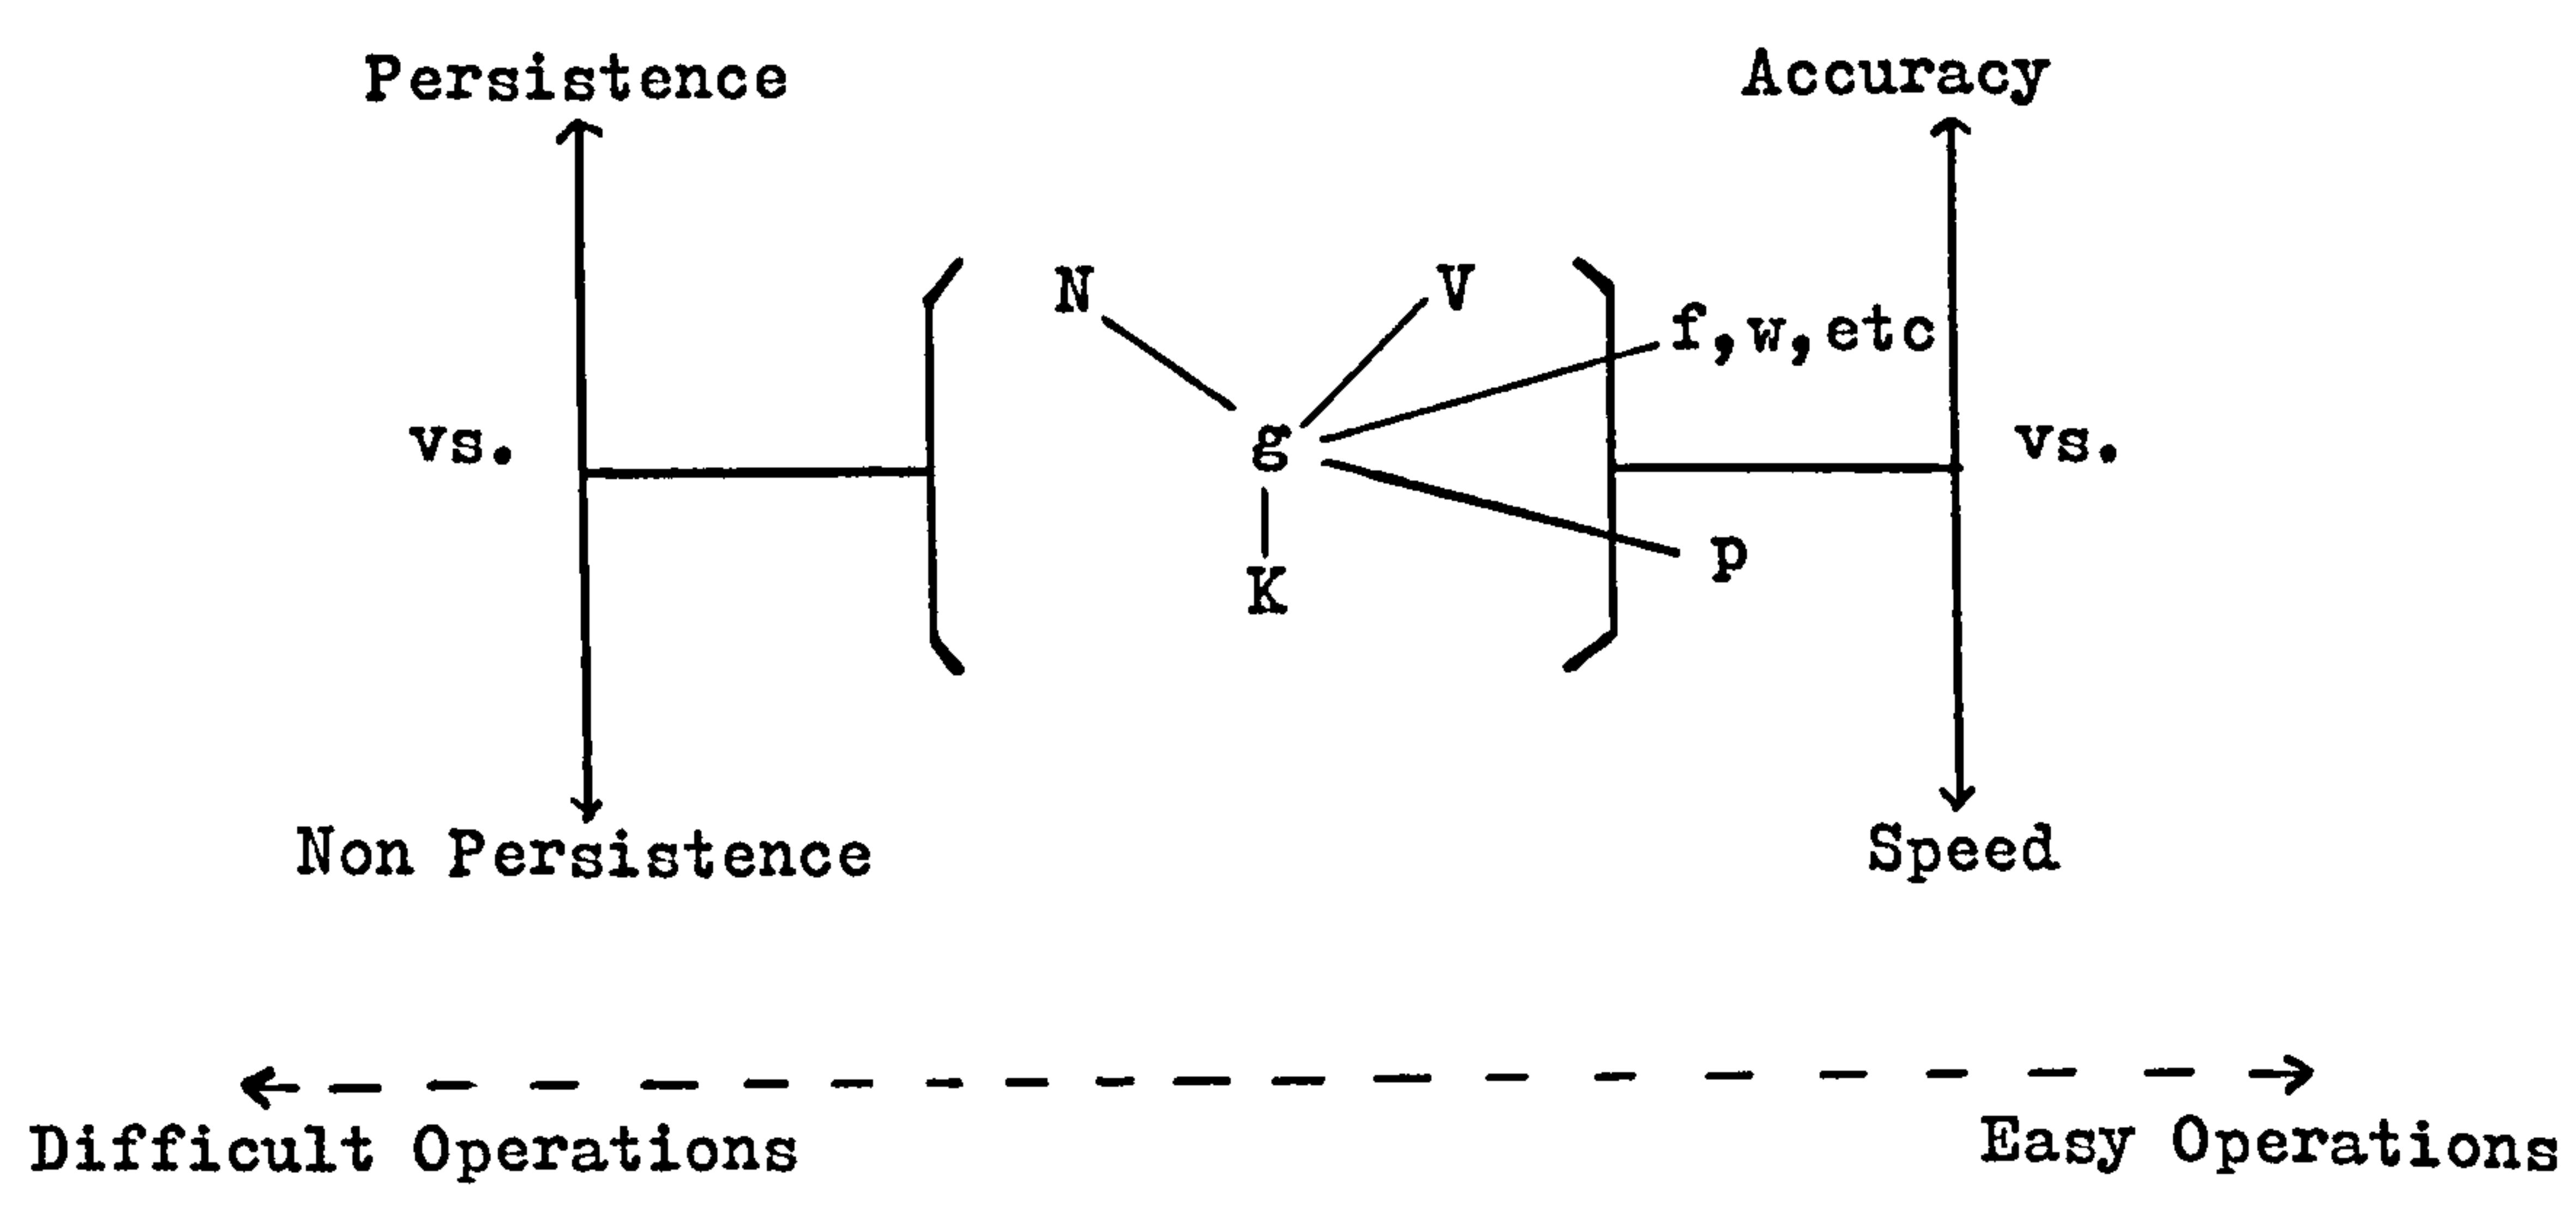 Persistence
Accuracy
N
V
f,w,etc
vs.
g
vs.
p
K
Non Persistence
Speed
Difficult Operations
Easy Operations